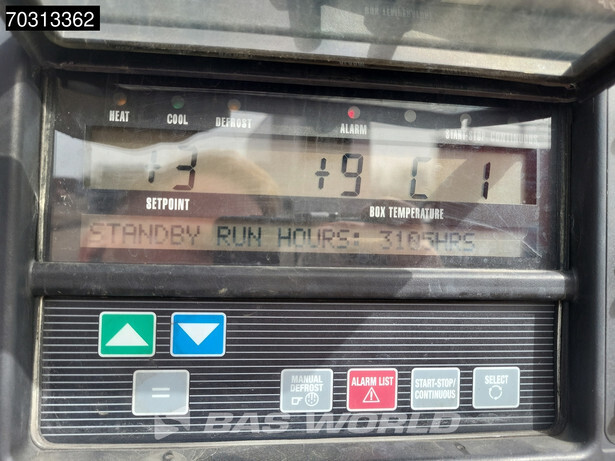 70313362
HEAT COOL DEFROST ALARM
+3 +9 C 1
SETPOINT BOX TEMPERATURE
STANDBY RUN HOURS: 3105HRS
MANUAL DEFROST
ALARM LIST
START-STOP/ CONTINUOUS
SELECT
=
BAS WORLD